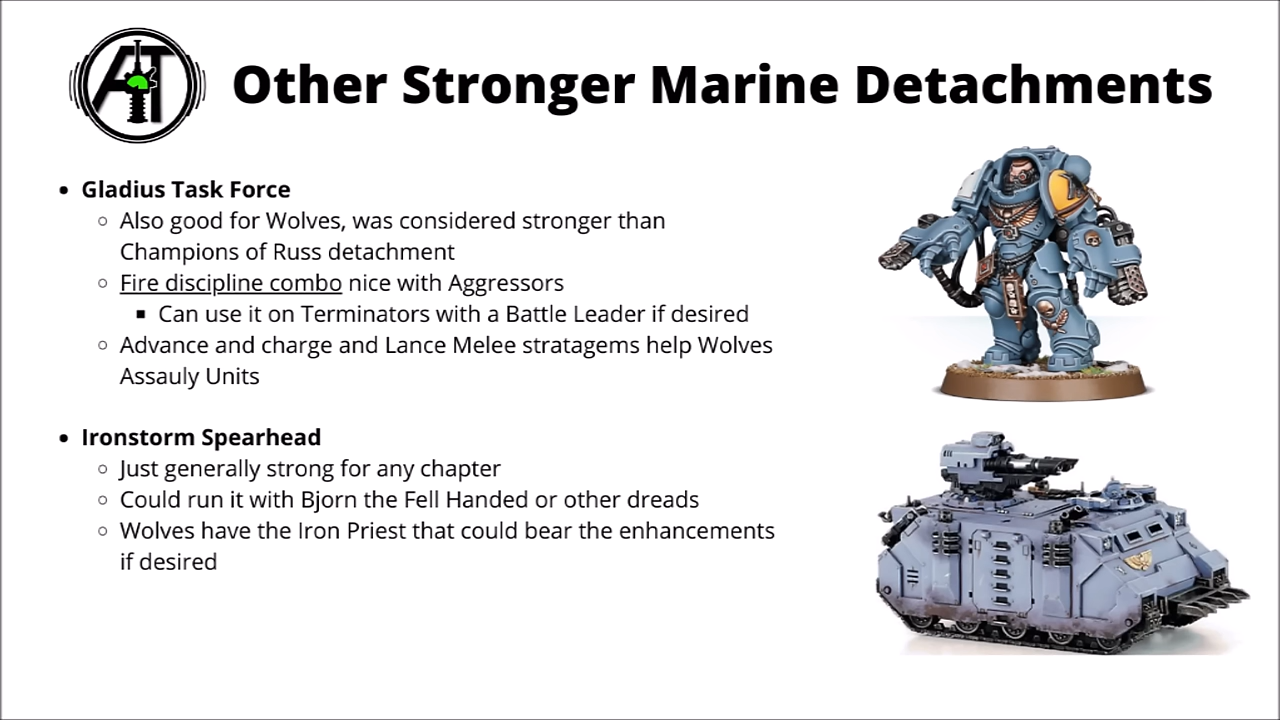 AT
Other Stronger Marine Detachments
• Gladius Task Force
◦ Also good for Wolves, was considered stronger than
Champions of Russ detachment
◦ Fire discipline combo nice with Aggressors
▪ Can use it on Terminators with a Battle Leader if desired
◦ Advance and charge and Lance Melee stratagems help Wolves
Assauly Units
• Ironstorm Spearhead
◦ Just generally strong for any chapter
◦ Could run it with Bjorn the Fell Handed or other dreads
◦ Wolves have the Iron Priest that could bear the enhancements
if desired